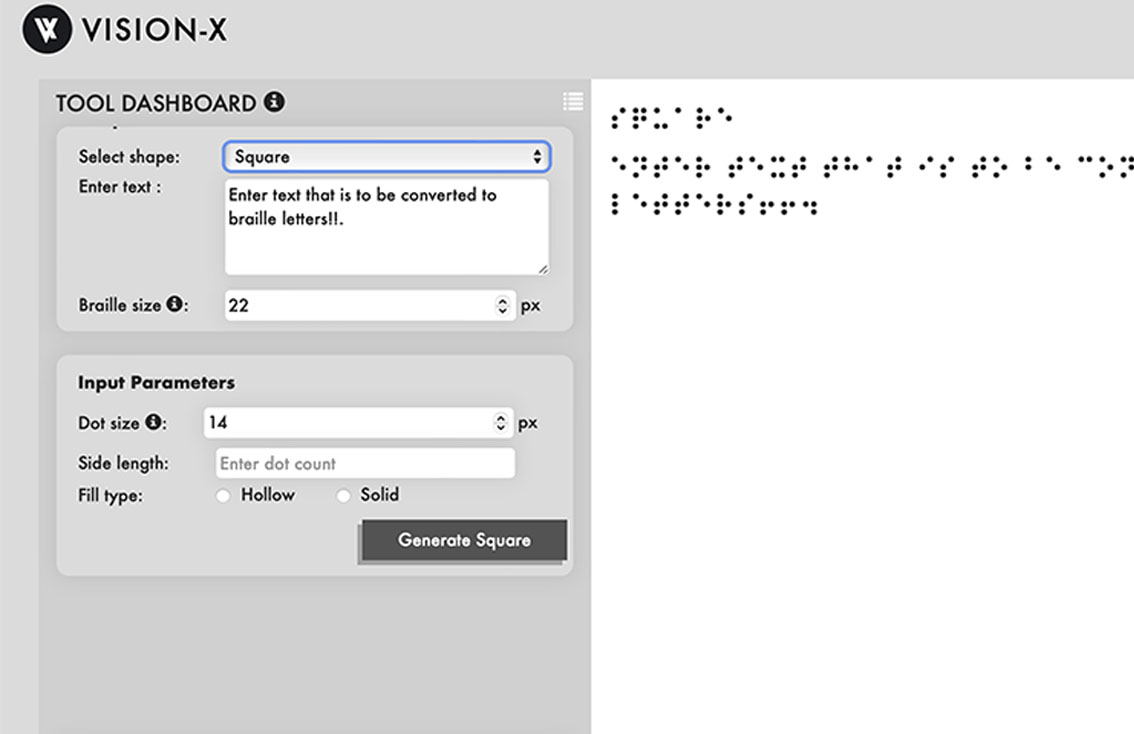 VISION-X
TOOL DASHBOARD
Select shape:
Square
Enter text :
Enter text that is to be converted to
braille letters!!.
Braille size :
22
px
Input Parameters
Dot size :
14
px
Side length:
Enter dot count
Fill type:
Hollow
Solid
Generate Square
⠎⠟⠥⠁⠗⠑
⠑⠝⠞⠑⠗ ⠞⠑⠭⠞ ⠞⠓⠁⠞ ⠊⠎ ⠞⠕ ⠃⠑
⠇⠑⠞⠞⠑⠗⠎⠖⠖⠲